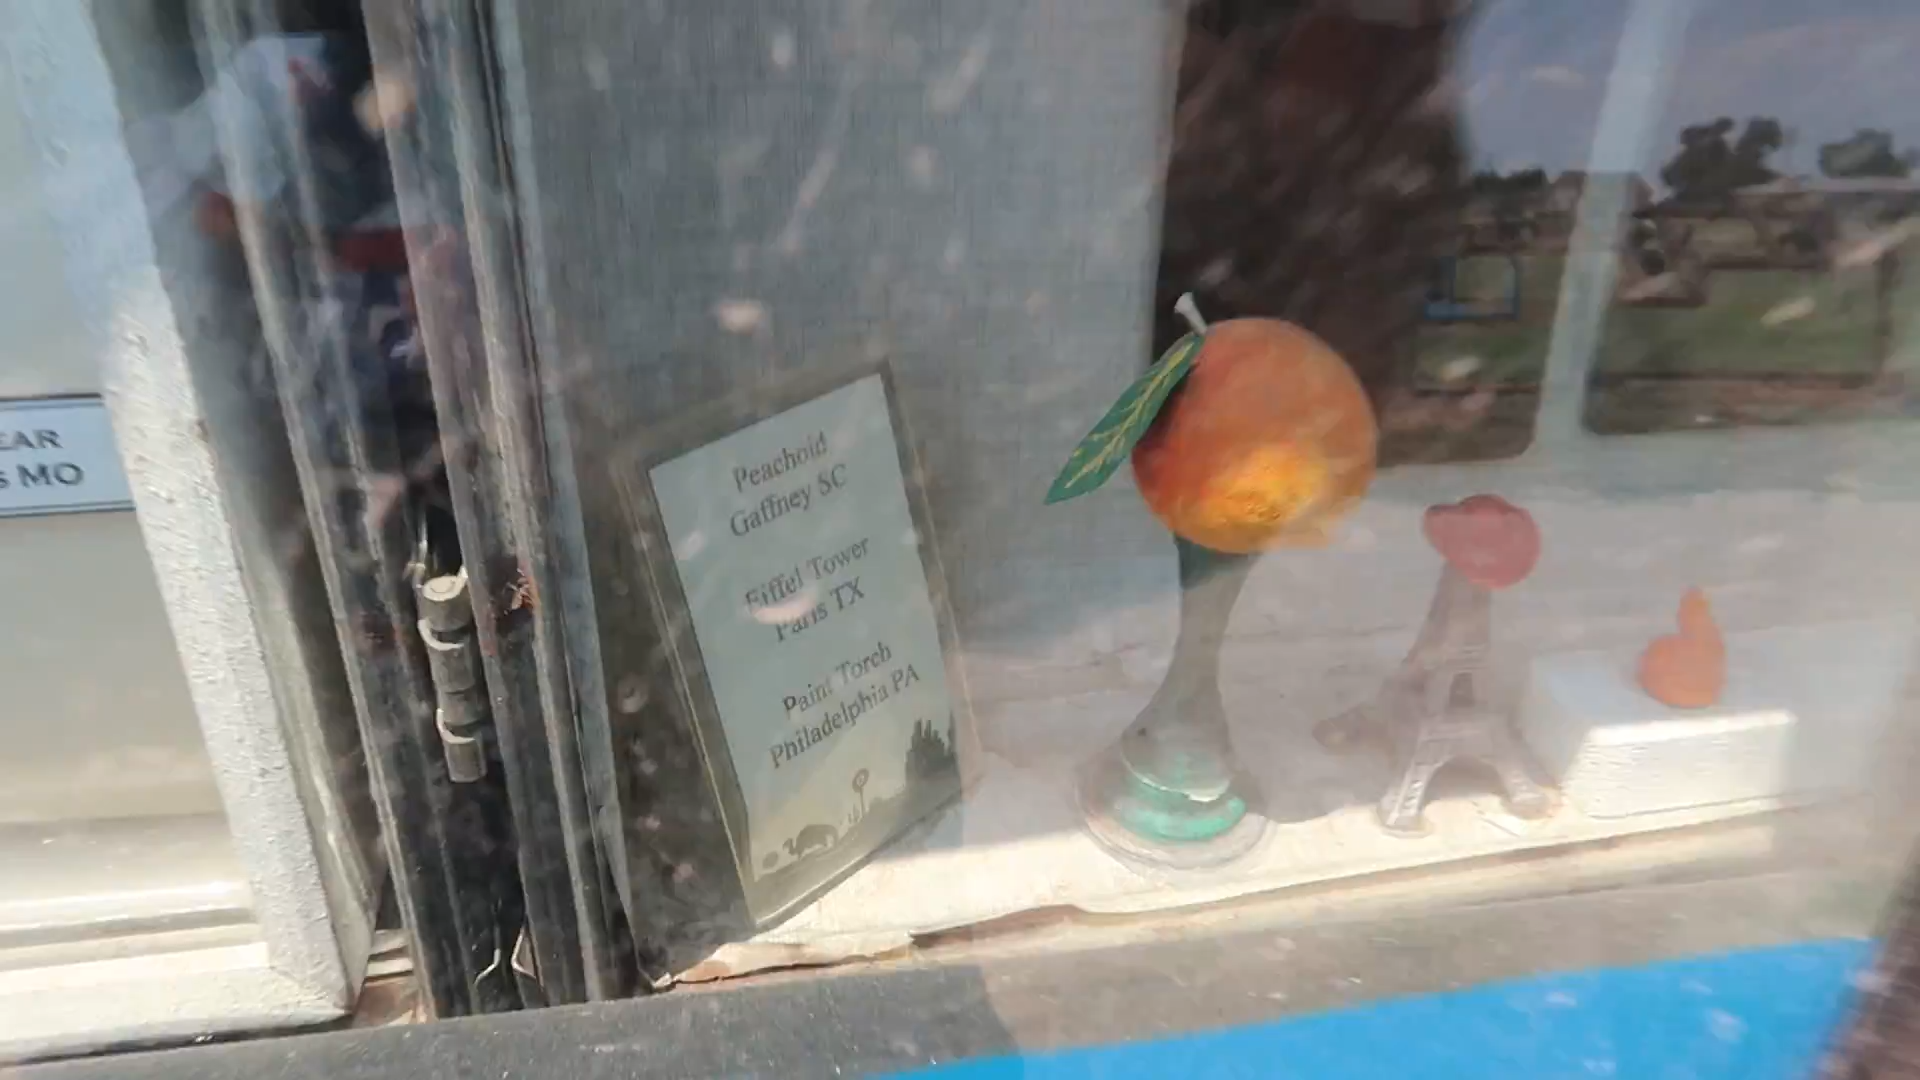 EAR
s MO
Peachoid
Gaffney SC
Eiffel Tower
Paris TX
Paint Torch
Philadelphia PA